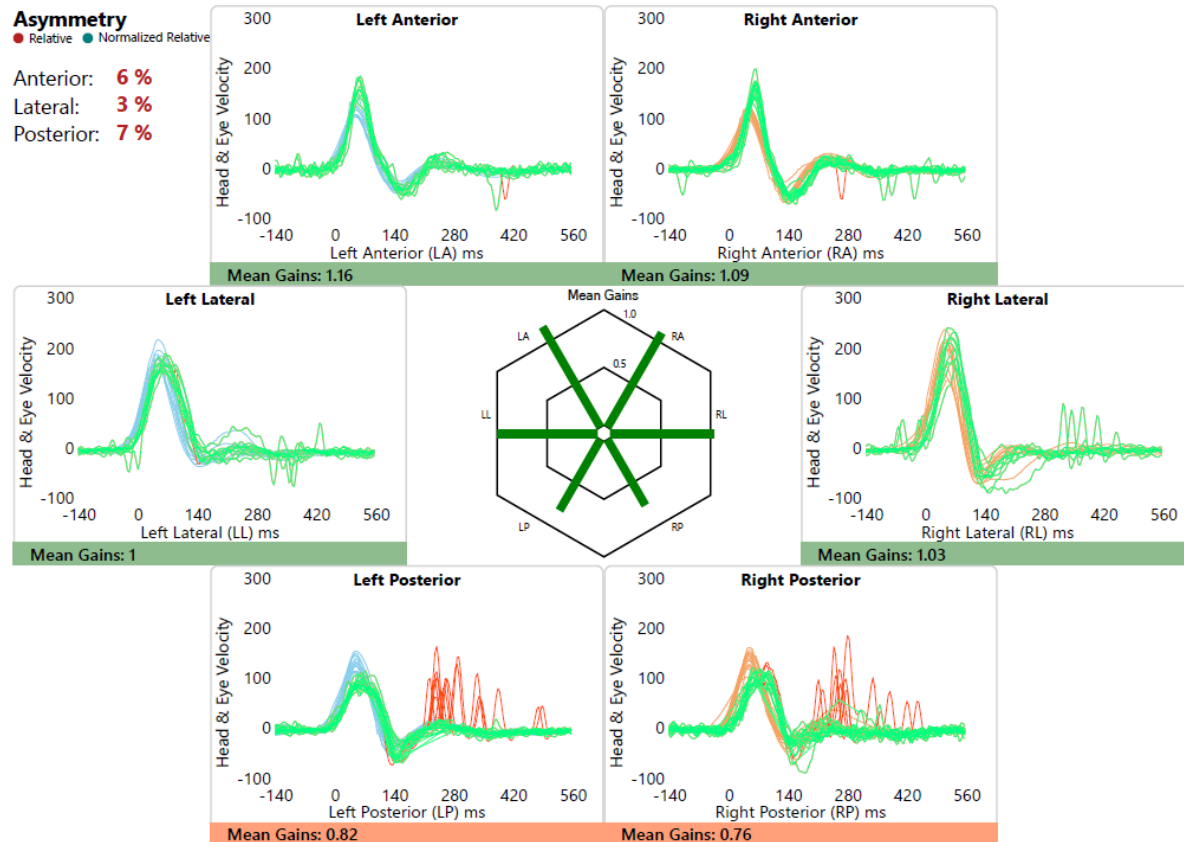 Asymmetry
Relative Normalized Relative
Anterior: 6 %
Lateral: 3 %
Posterior: 7 %
Left Anterior
Head & Eye Velocity
300
200
100
0
-100
-140 0 140 280 420 560
Left Anterior (LA) ms
Mean Gains: 1.16
Right Anterior
Head & Eye Velocity
300
200
100
0
-100
-140 0 140 280 420 560
Right Anterior (RA) ms
Mean Gains: 1.09
Left Lateral
Head & Eye Velocity
300
200
100
0
-100
-140 0 140 280 420 560
Left Lateral (LL) ms
Mean Gains: 1
Mean Gains
1.0
LA RA
0.5
LL RL
LP RP
Right Lateral
Head & Eye Velocity
300
200
100
0
-100
-140 0 140 280 420 560
Right Lateral (RL) ms
Mean Gains: 1.03
Left Posterior
Head & Eye Velocity
300
200
100
0
-100
-140 0 140 280 420 560
Left Posterior (LP) ms
Mean Gains: 0.82
Right Posterior
Head & Eye Velocity
300
200
100
0
-100
-140 0 140 280 420 560
Right Posterior (RP) ms
Mean Gains: 0.76